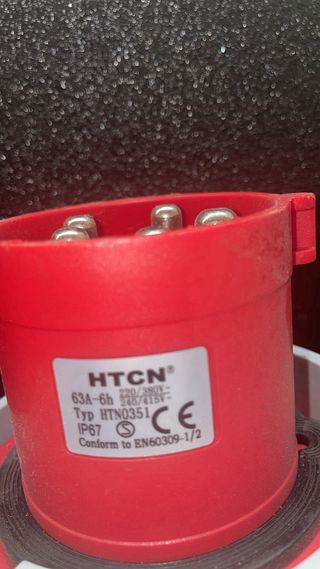 HTCN®
63A-6h 220/380V~
240/415V~
Typ HTN0351
IP67 S CE
Conform to EN60309-1/2